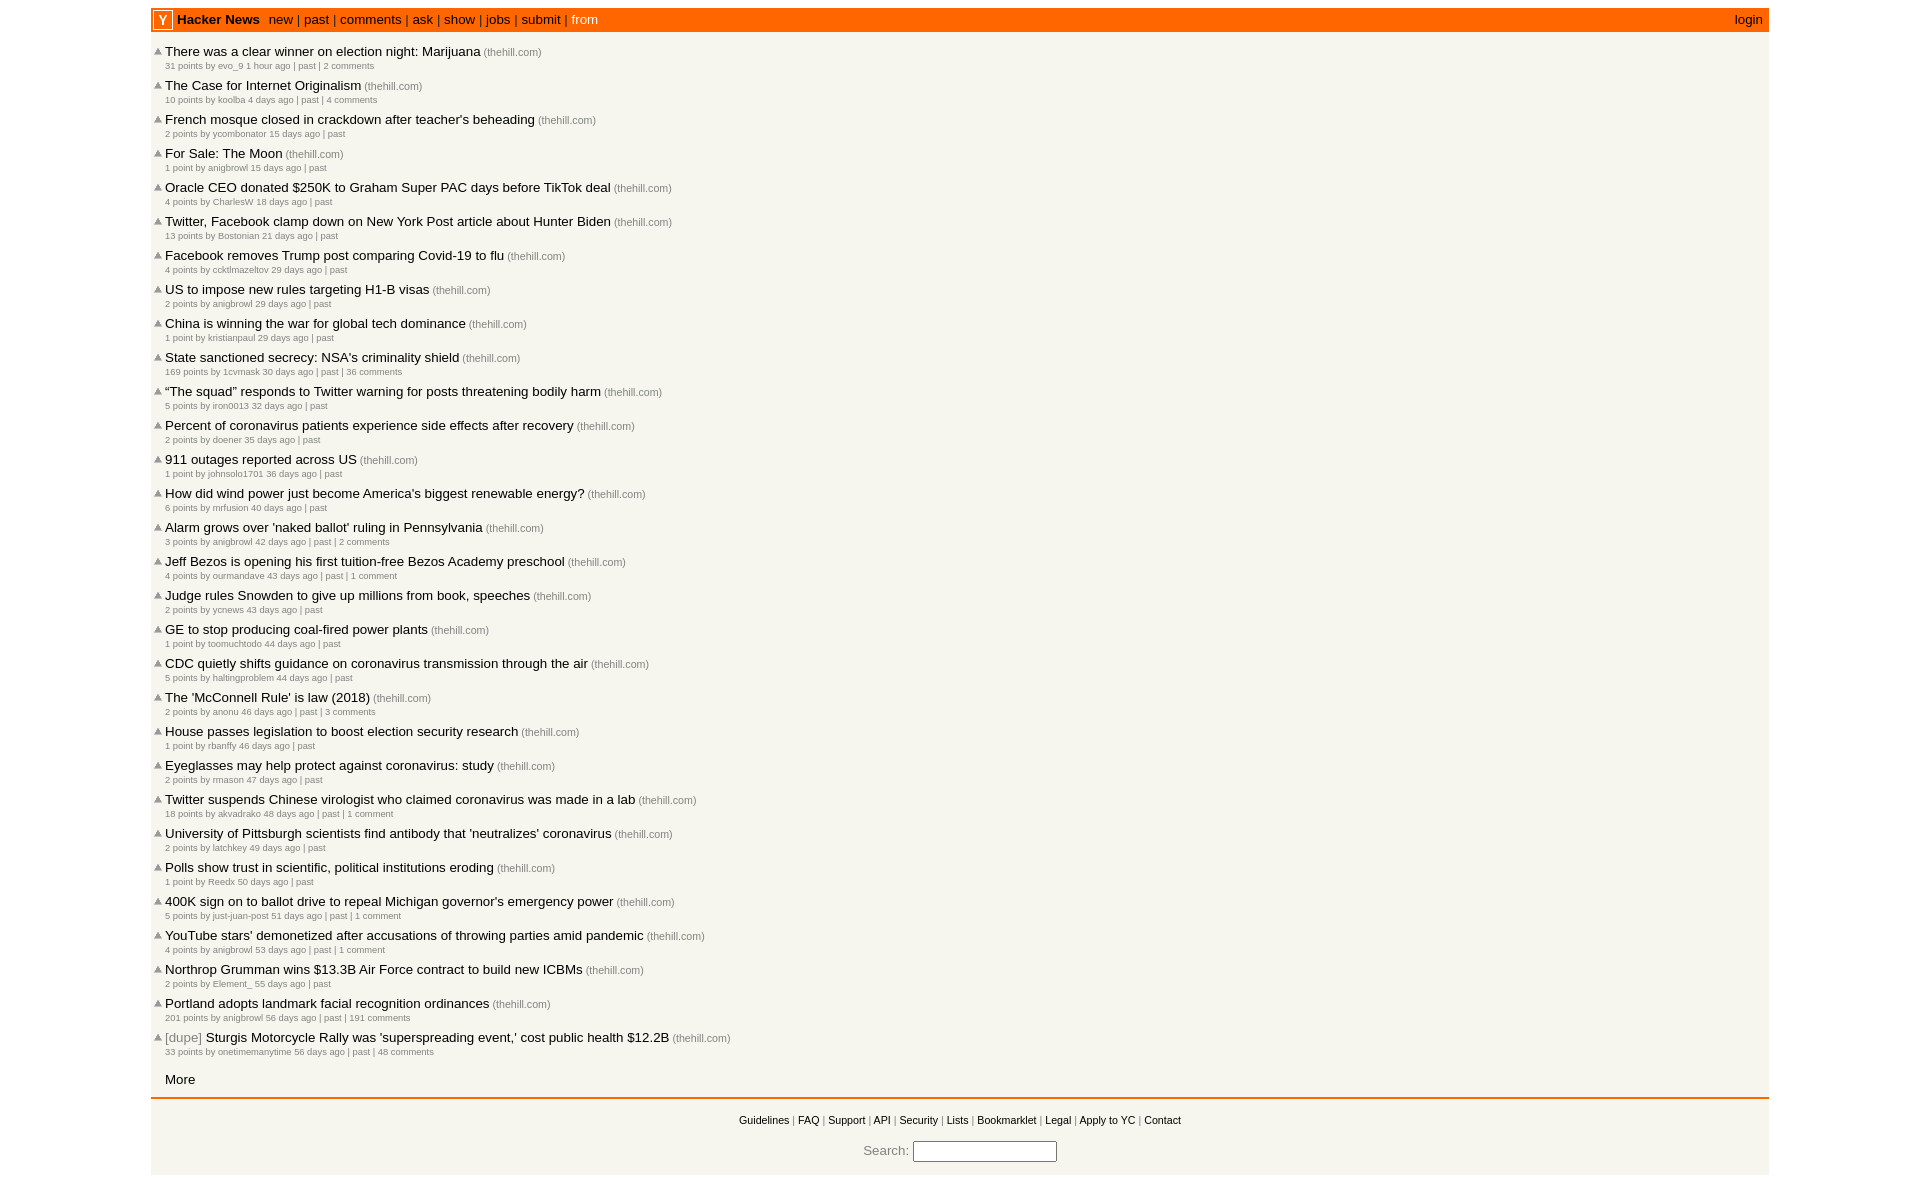 Y Hacker News new | past | comments | ask | show | jobs | submit | from login
There was a clear winner on election night: Marijuana (thehill.com)
31 points by evo_9 1 hour ago | past | 2 comments
The Case for Internet Originalism (thehill.com)
10 points by koolba 4 days ago | past | 4 comments
French mosque closed in crackdown after teacher's beheading (thehill.com)
2 points by ycombonator 15 days ago | past
For Sale: The Moon (thehill.com)
1 point by anigbrowl 15 days ago | past
Oracle CEO donated $250K to Graham Super PAC days before TikTok deal (thehill.com)
4 points by CharlesW 18 days ago | past
Twitter, Facebook clamp down on New York Post article about Hunter Biden (thehill.com)
13 points by Bostonian 21 days ago | past
Facebook removes Trump post comparing Covid-19 to flu (thehill.com)
4 points by ccktlmazeltov 29 days ago | past
US to impose new rules targeting H1-B visas (thehill.com)
2 points by anigbrowl 29 days ago | past
China is winning the war for global tech dominance (thehill.com)
1 point by kristianpaul 29 days ago | past
State sanctioned secrecy: NSA's criminality shield (thehill.com)
169 points by 1cvmask 30 days ago | past | 36 comments
“The squad” responds to Twitter warning for posts threatening bodily harm (thehill.com)
5 points by iron0013 32 days ago | past
Percent of coronavirus patients experience side effects after recovery (thehill.com)
2 points by doener 35 days ago | past
911 outages reported across US (thehill.com)
1 point by johnsolo1701 36 days ago | past
How did wind power just become America's biggest renewable energy? (thehill.com)
6 points by mrfusion 40 days ago | past
Alarm grows over 'naked ballot' ruling in Pennsylvania (thehill.com)
3 points by anigbrowl 42 days ago | past | 2 comments
Jeff Bezos is opening his first tuition-free Bezos Academy preschool (thehill.com)
4 points by ourmandave 43 days ago | past | 1 comment
Judge rules Snowden to give up millions from book, speeches (thehill.com)
2 points by ycnews 43 days ago | past
GE to stop producing coal-fired power plants (thehill.com)
1 point by toomuchtodo 44 days ago | past
CDC quietly shifts guidance on coronavirus transmission through the air (thehill.com)
5 points by haltingproblem 44 days ago | past
The 'McConnell Rule' is law (2018) (thehill.com)
2 points by anonu 46 days ago | past | 3 comments
House passes legislation to boost election security research (thehill.com)
1 point by rbanffy 46 days ago | past
Eyeglasses may help protect against coronavirus: study (thehill.com)
2 points by rmason 47 days ago | past
Twitter suspends Chinese virologist who claimed coronavirus was made in a lab (thehill.com)
18 points by akvadrako 48 days ago | past | 1 comment
University of Pittsburgh scientists find antibody that 'neutralizes' coronavirus (thehill.com)
2 points by latchkey 49 days ago | past
Polls show trust in scientific, political institutions eroding (thehill.com)
1 point by Reedx 50 days ago | past
400K sign on to ballot drive to repeal Michigan governor's emergency power (thehill.com)
5 points by just-juan-post 51 days ago | past | 1 comment
YouTube stars' demonetized after accusations of throwing parties amid pandemic (thehill.com)
4 points by anigbrowl 53 days ago | past | 1 comment
Northrop Grumman wins $13.3B Air Force contract to build new ICBMs (thehill.com)
2 points by Element_ 55 days ago | past
Portland adopts landmark facial recognition ordinances (thehill.com)
201 points by anigbrowl 56 days ago | past | 191 comments
[dupe] Sturgis Motorcycle Rally was 'superspreading event,' cost public health $12.2B (thehill.com)
33 points by onetimemanytime 56 days ago | past | 48 comments
More
Guidelines | FAQ | Support | API | Security | Lists | Bookmarklet | Legal | Apply to YC | Contact
Search: